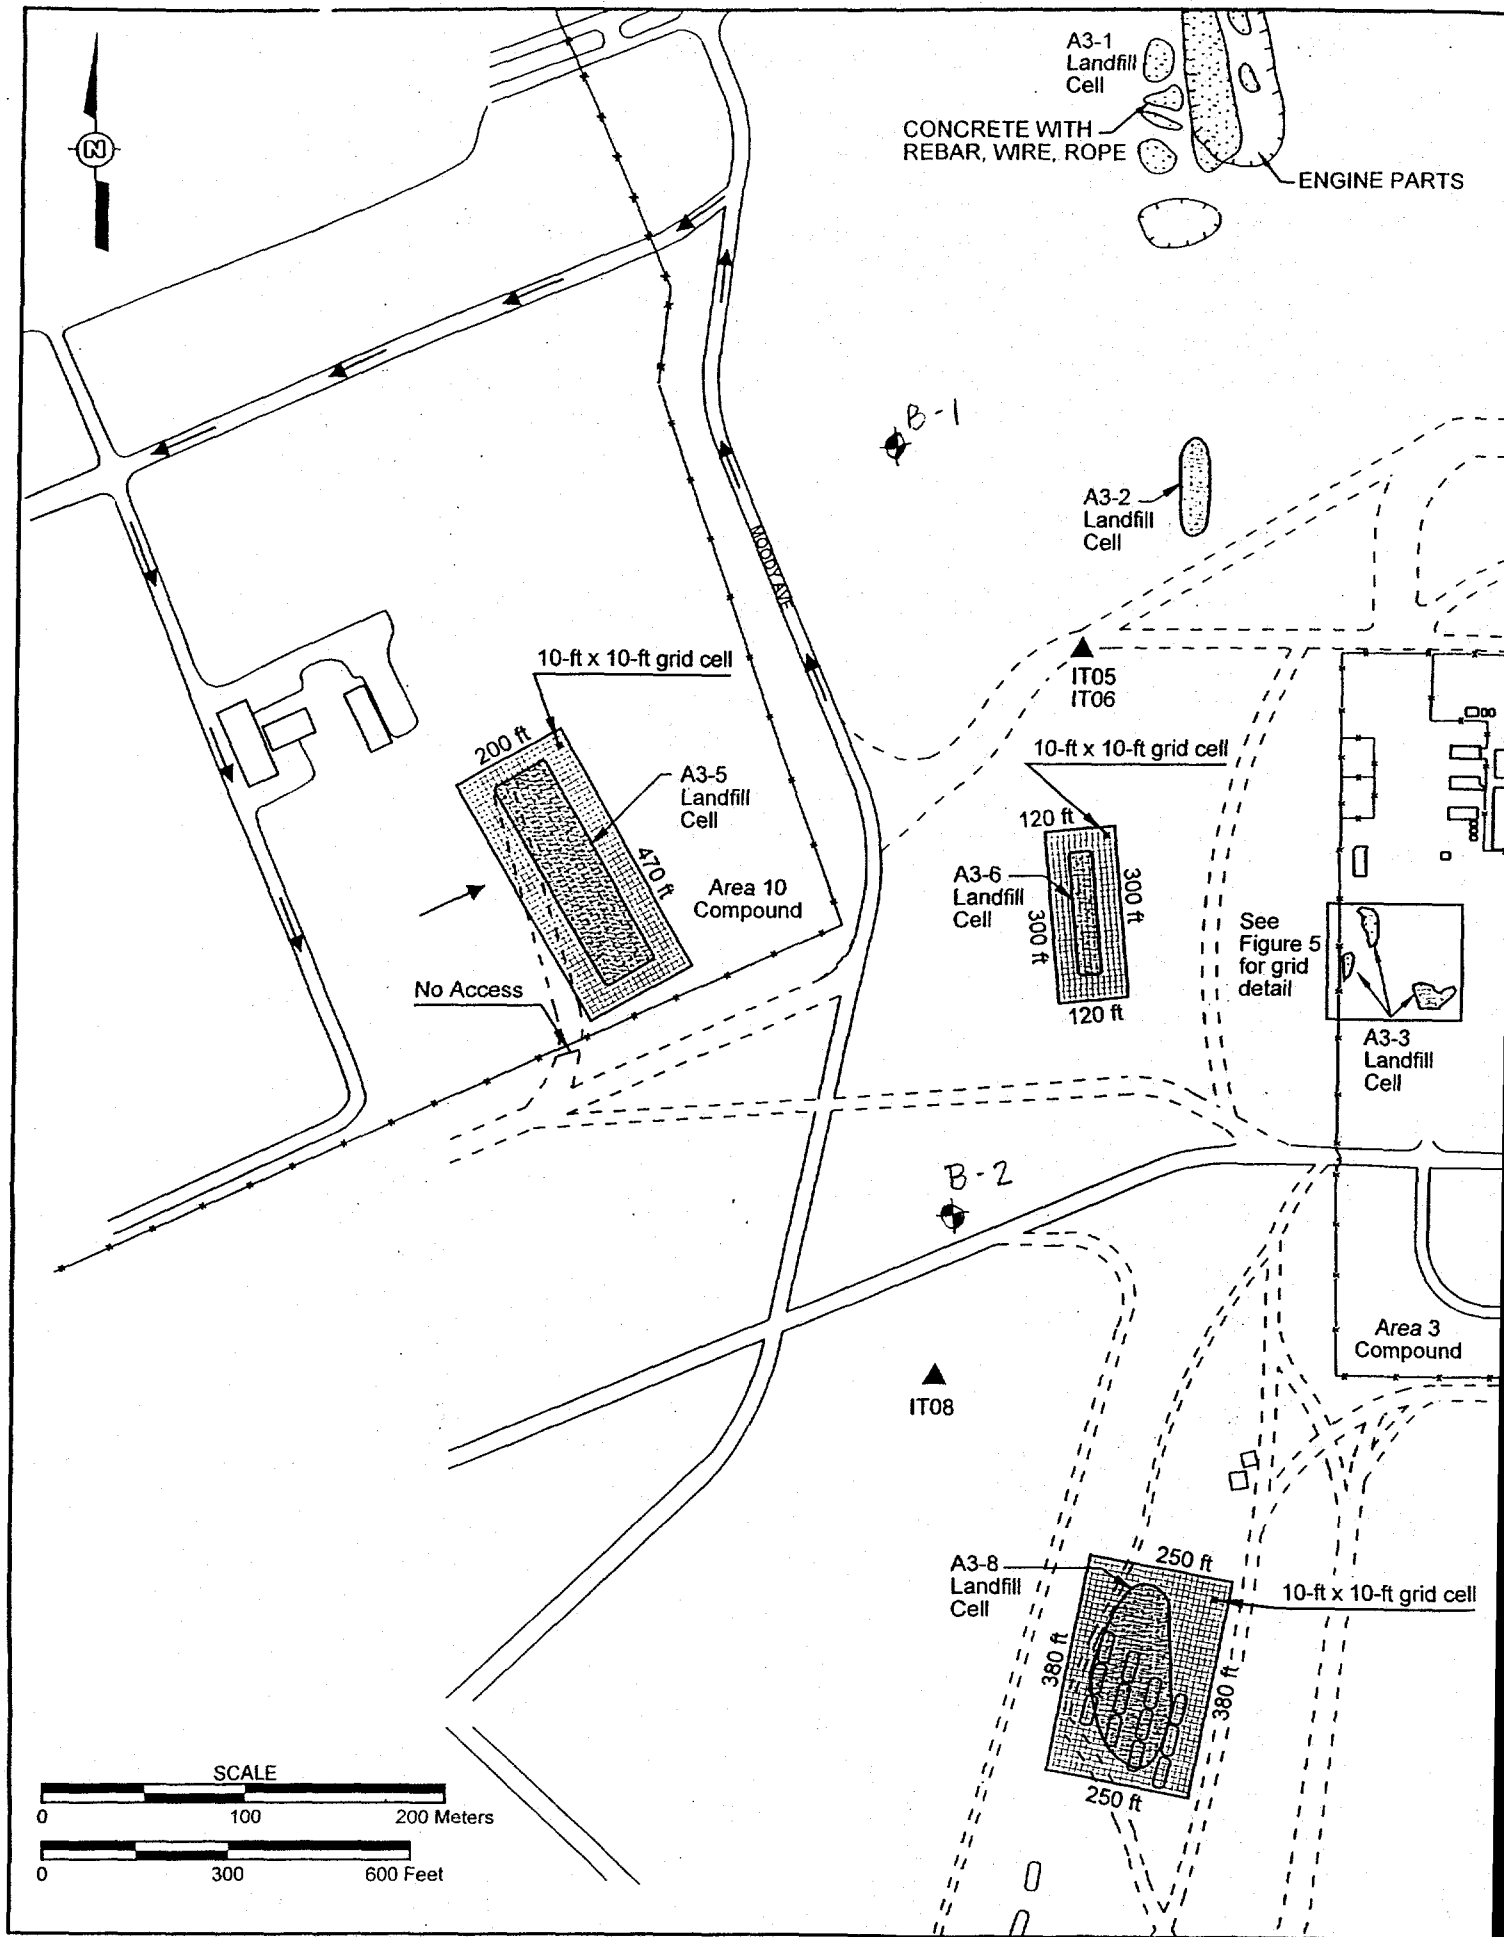 A3-1
Landfill
Cell
CONCRETE WITH
REBAR, WIRE, ROPE
ENGINE PARTS
N
B-1
A3-2
Landfill
Cell
MOODY AVE
IT05
IT06
10-ft x 10-ft grid cell
200 ft
A3-5
Landfill
Cell
470 ft
Area 10
Compound
No Access
10-ft x 10-ft grid cell
120 ft
A3-6
Landfill
Cell
300 ft
300 ft
120 ft
See
Figure 5
for grid
detail
A3-3
Landfill
Cell
B-2
Area 3
Compound
IT08
A3-8
Landfill
Cell
250 ft
10-ft x 10-ft grid cell
380 ft
380 ft
250 ft
SCALE
0 100 200 Meters
0 300 600 Feet